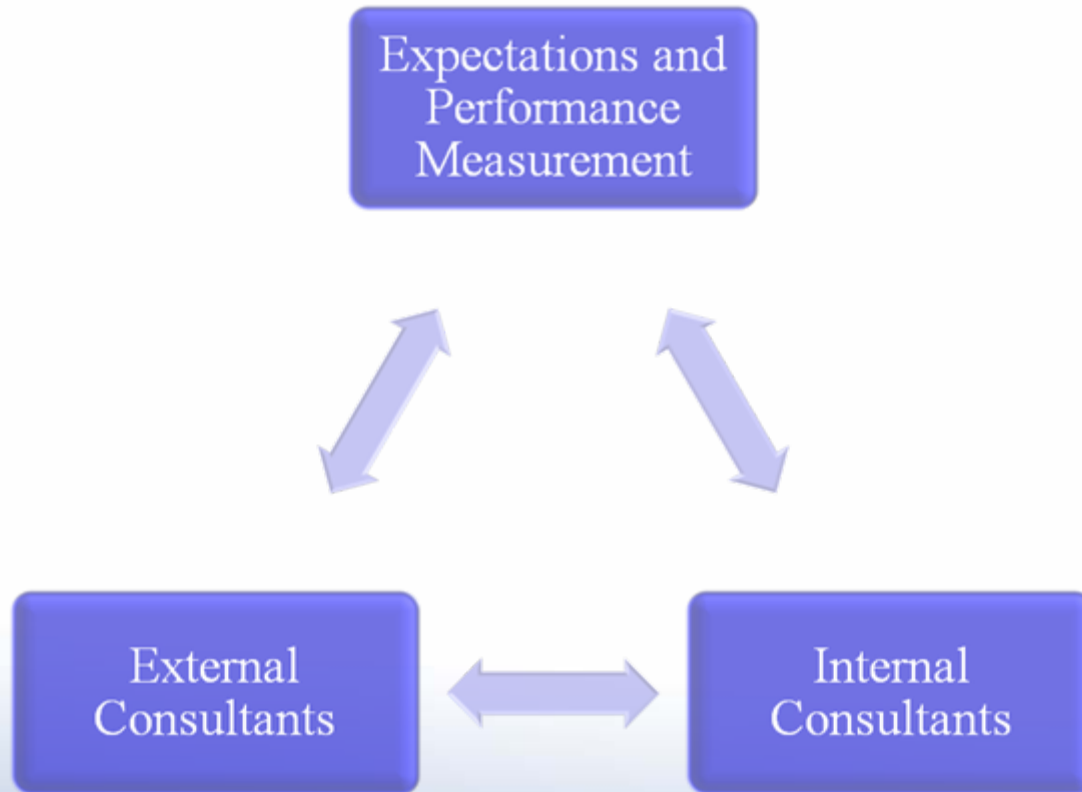 Expectations and
Performance
Measurement
External
Consultants
Internal
Consultants